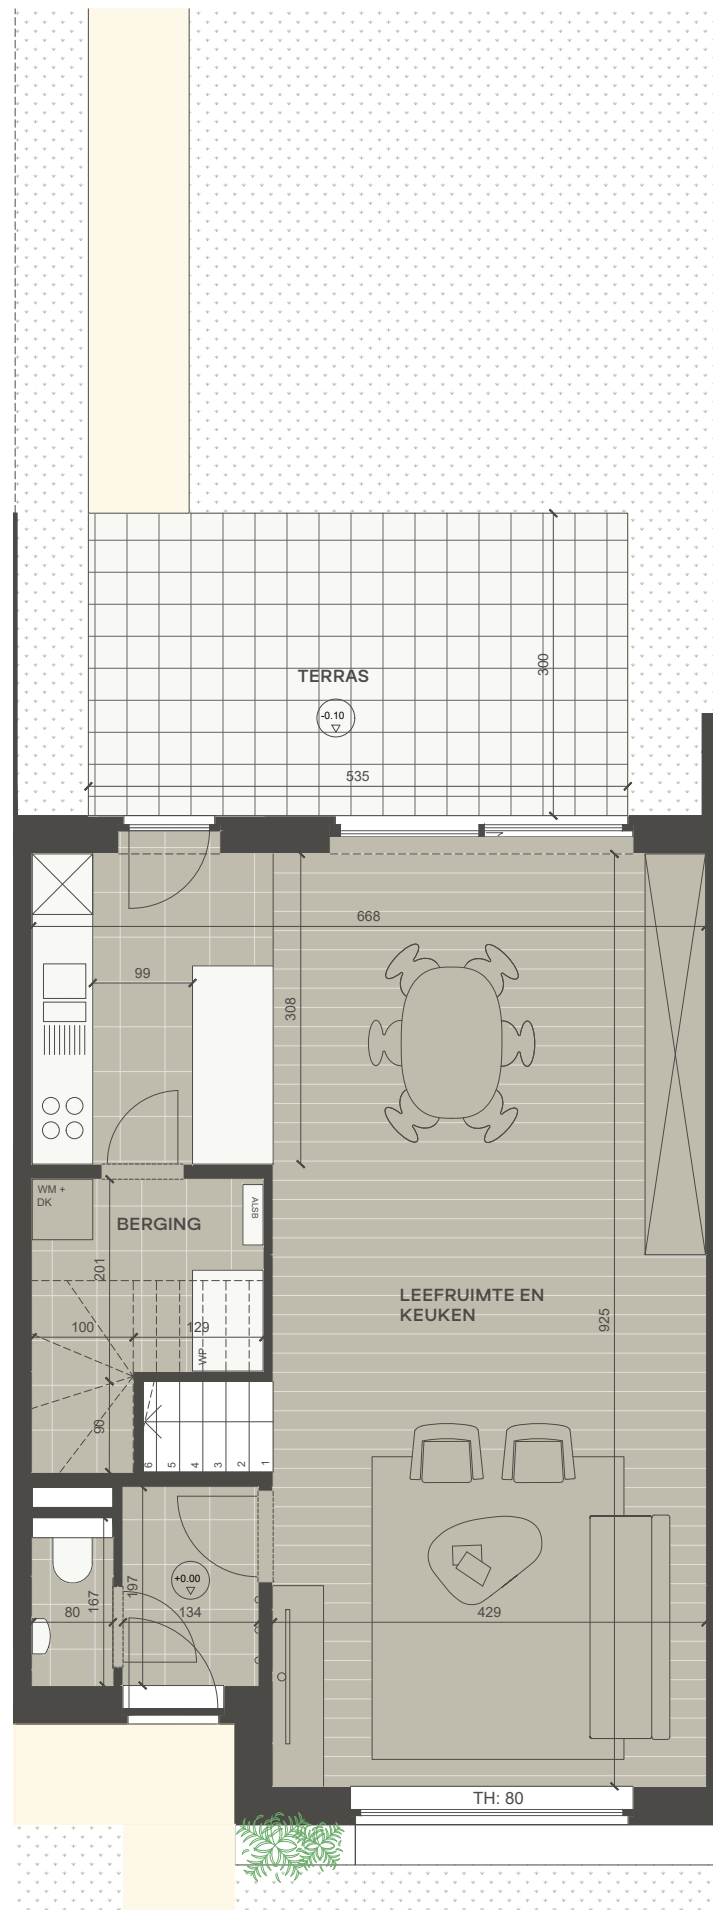 300
TERRAS
-0.10
535
668
99
308
WM +
DK
ALSB
BERGING
201
LEEFRUIMTE EN
KEUKEN
925
100
129
WP
90
6 5 4 3 2 1
+0.00
197
167
80
134
429
TH: 80